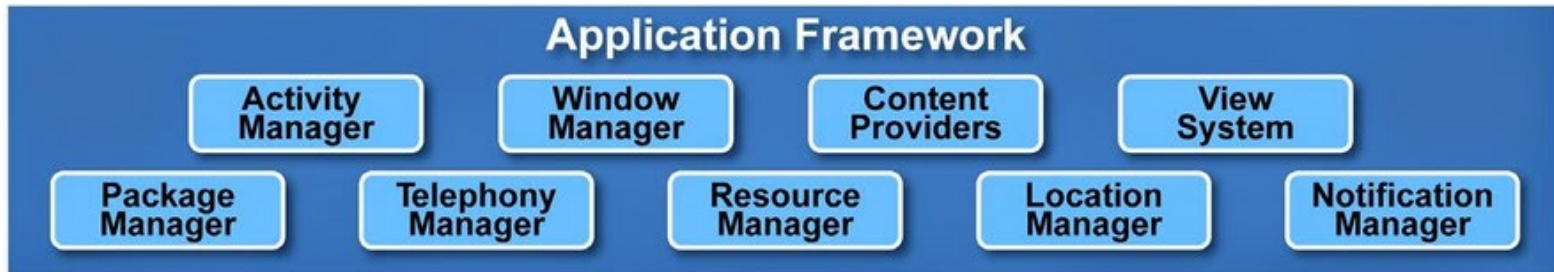 Application Framework
Activity
Manager
Window
Manager
Content
Providers
View
System
Package
Manager
Telephony
Manager
Resource
Manager
Location
Manager
Notification
Manager